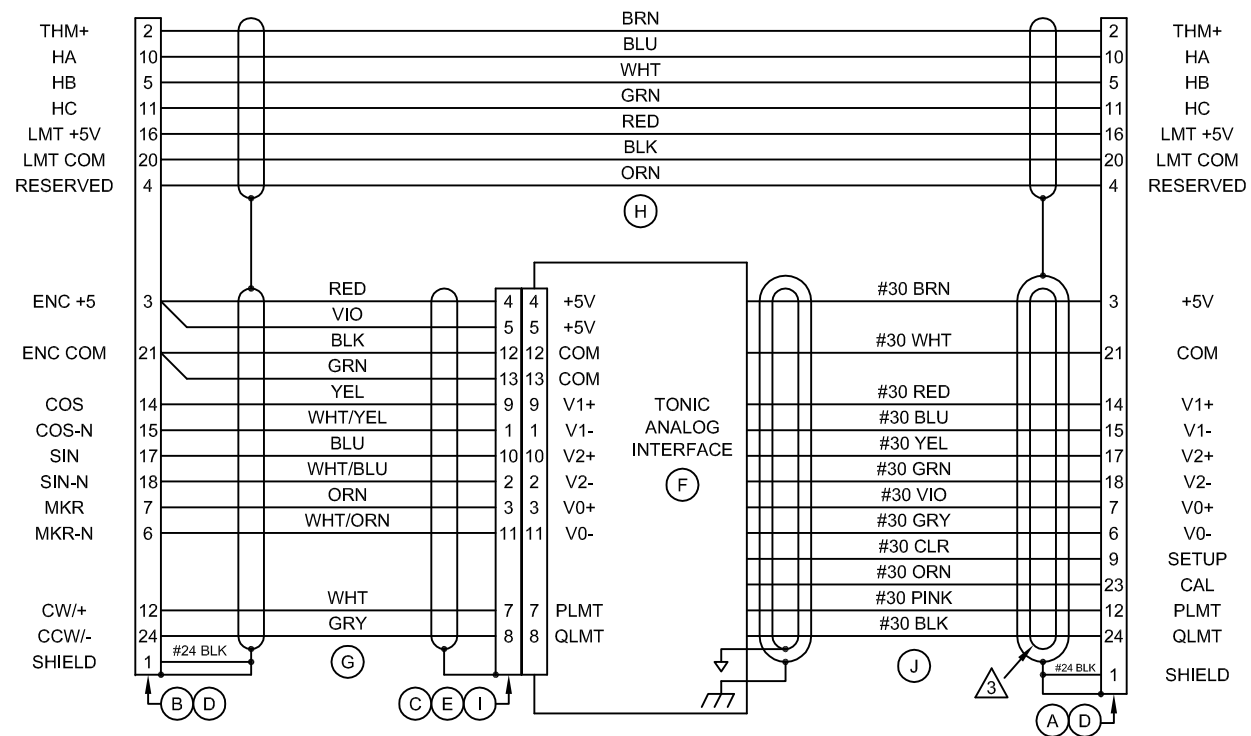 BRN
THM+ 2 2 THM+
BLU
HA 10 10 HA
WHT
HB 5 5 HB
GRN
HC 11 11 HC
RED
LMT +5V 16 16 LMT +5V
BLK
LMT COM 20 20 LMT COM
ORN
RESERVED 4 4 RESERVED
H
RED #30 BRN
ENC +5 3 4 4 +5V 3 +5V
VIO
5 5 +5V
BLK #30 WHT
ENC COM 21 12 12 COM 21 COM
GRN
13 13 COM
YEL #30 RED
COS 14 9 9 V1+ TONIC 14 V1+
WHT/YEL #30 BLU
COS-N 15 1 1 V1- ANALOG 15 V1-
BLU #30 YEL
SIN 17 10 10 V2+ INTERFACE 17 V2+
WHT/BLU #30 GRN
SIN-N 18 2 2 V2- F 18 V2-
ORN #30 VIO
MKR 7 3 3 V0+ 7 V0+
WHT/ORN #30 GRY
MKR-N 6 11 11 V0- 6 V0-
#30 CLR
9 SETUP
#30 ORN
23 CAL
WHT #30 PINK
CW/+ 12 7 7 PLMT 12 PLMT
GRY #30 BLK
CCW/- 24 8 8 QLMT 24 QLMT
#24 BLK G J 3 #24 BLK
SHIELD 1 1 SHIELD
B D C E I A D